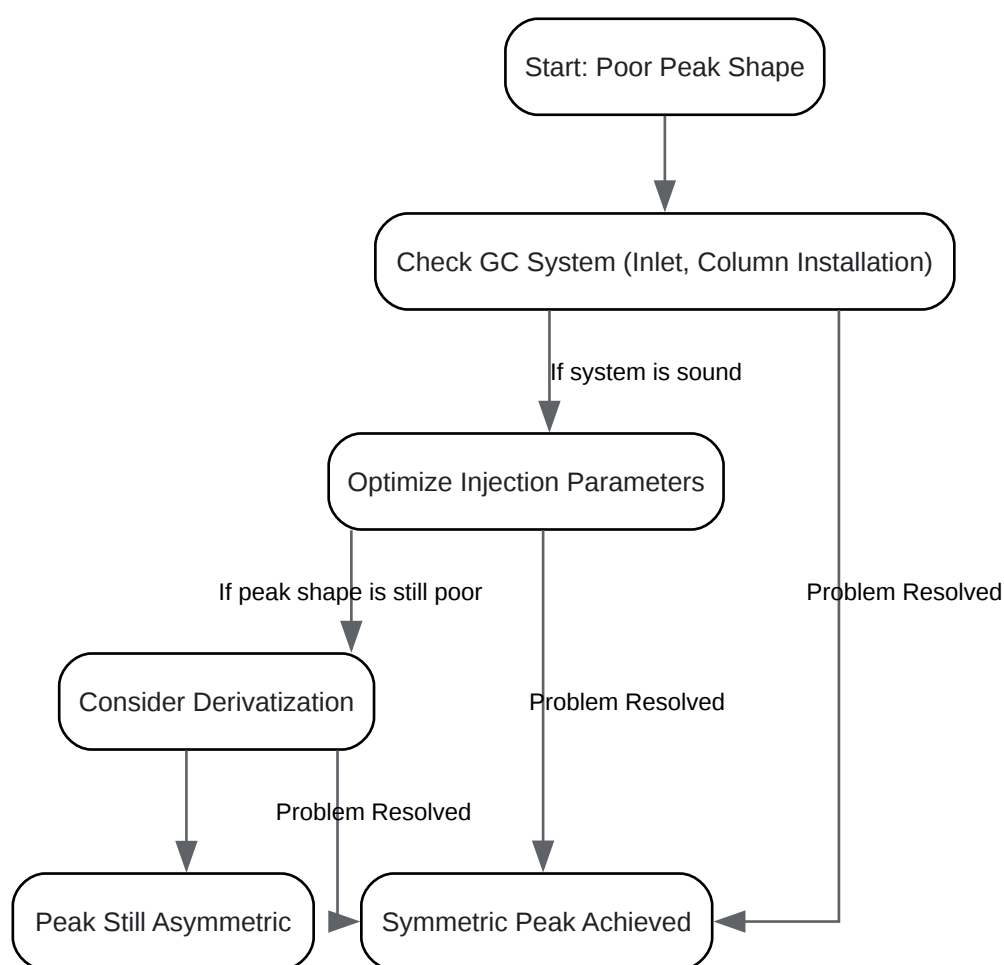 Start: Poor Peak Shape
Check GC System (Inlet, Column Installation)
If system is sound
Optimize Injection Parameters
If peak shape is still poor
Problem Resolved
Consider Derivatization
Problem Resolved
Problem Resolved
Peak Still Asymmetric
Symmetric Peak Achieved